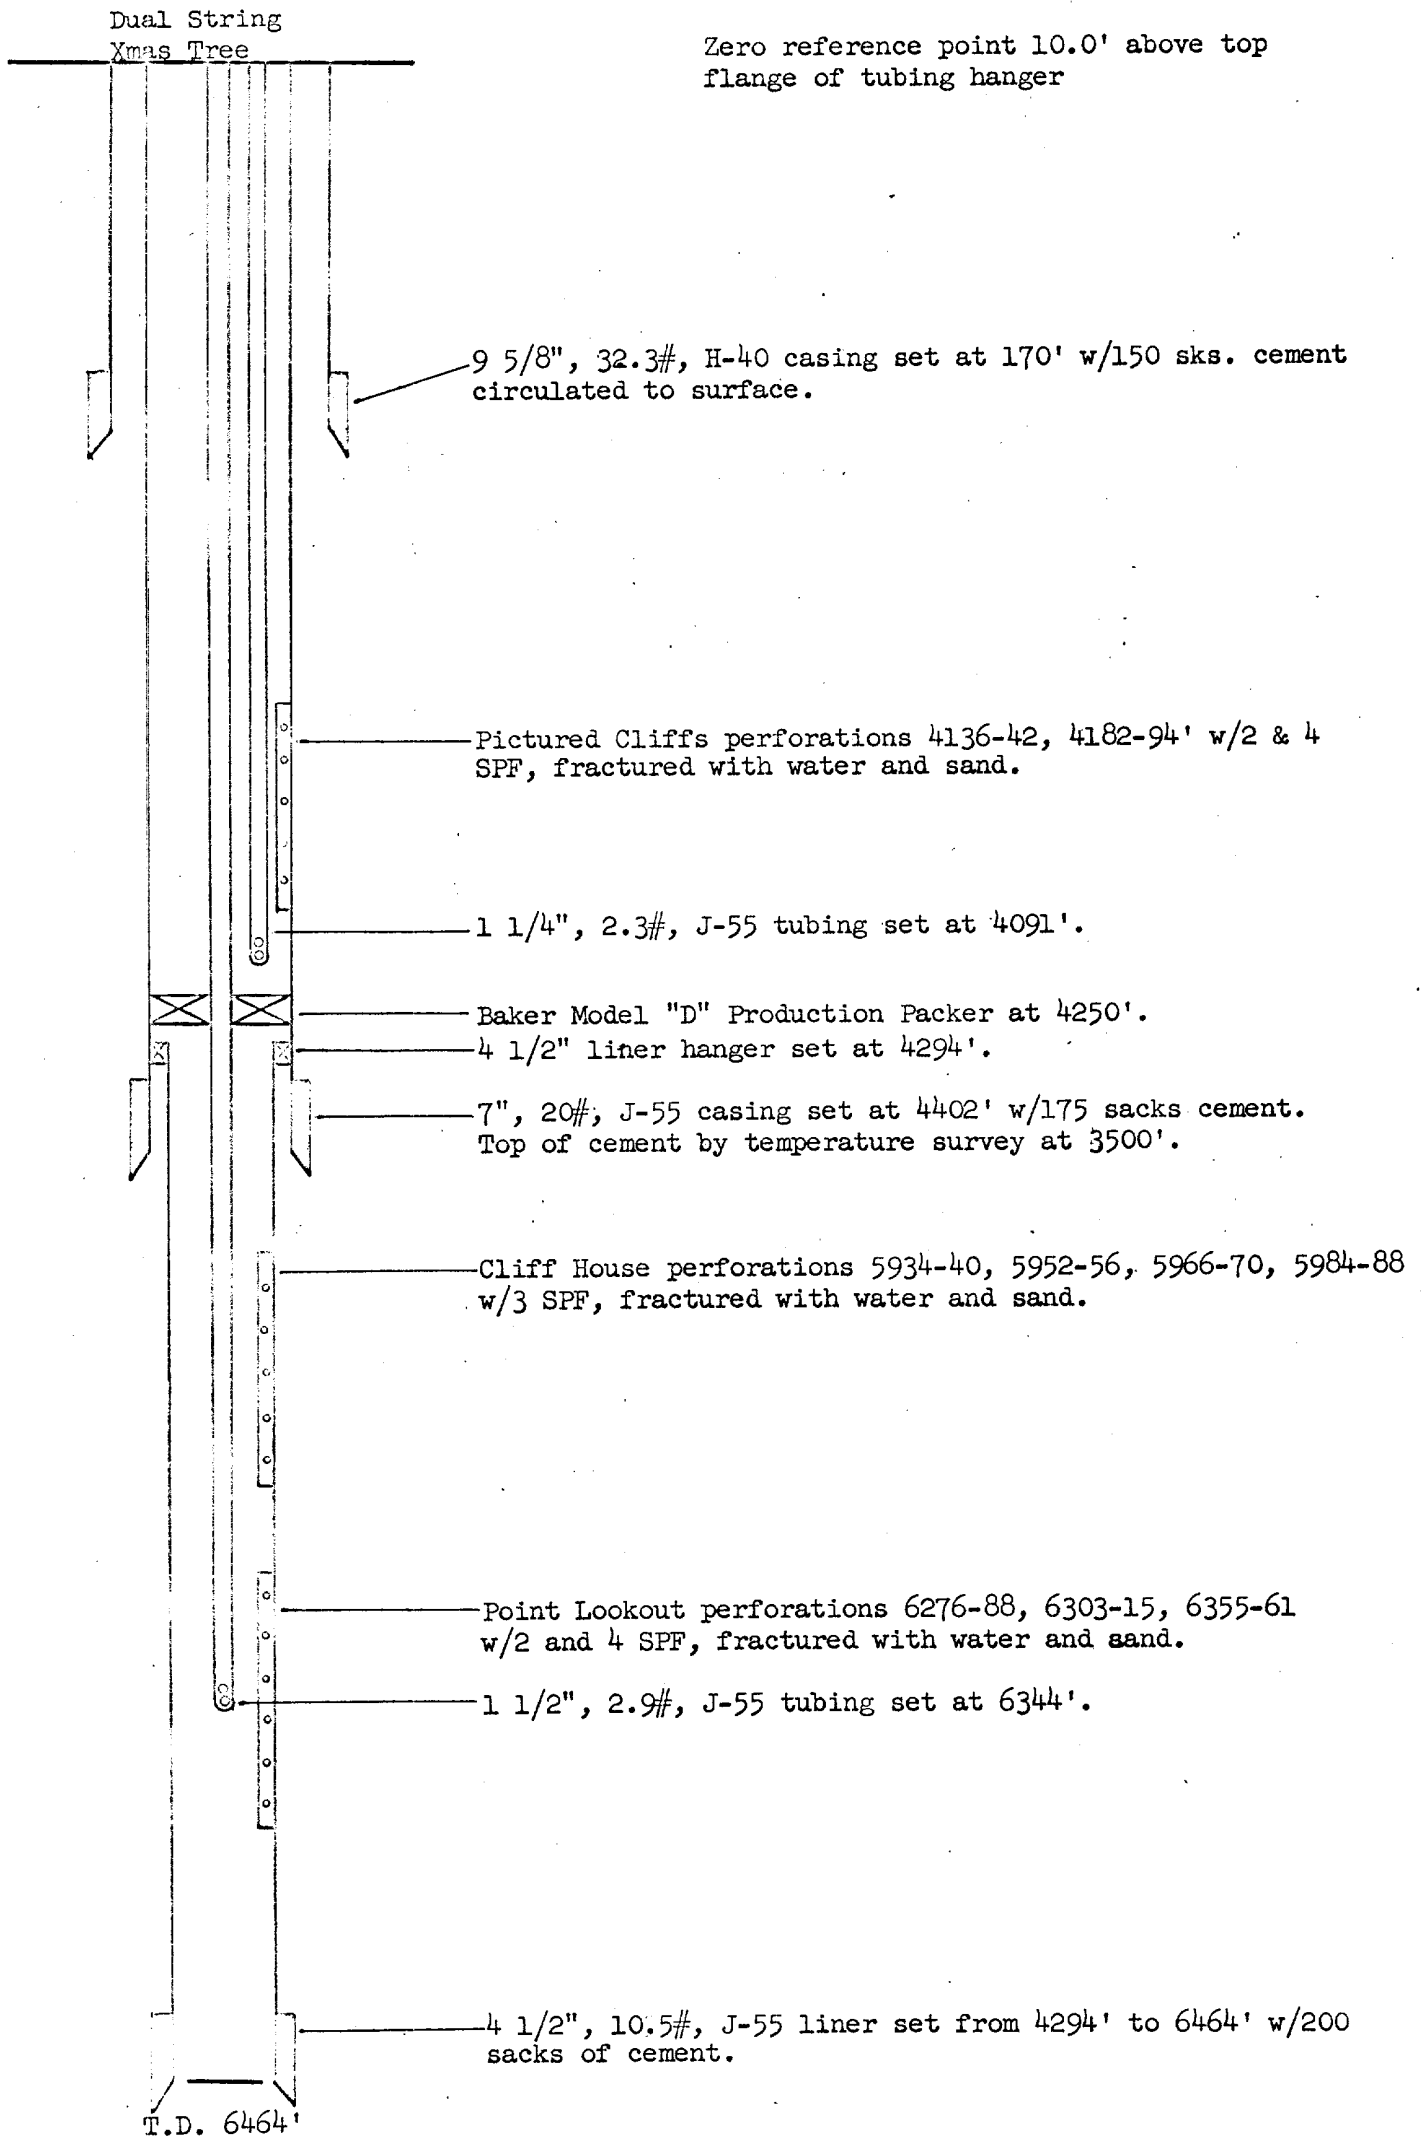 Dual String
Xmas Tree
Zero reference point 10.0' above top
flange of tubing hanger
9 5/8", 32.3#, H-40 casing set at 170' w/150 sks. cement
circulated to surface.
Pictured Cliffs perforations 4136-42, 4182-94' w/2 & 4
SPF, fractured with water and sand.
1 1/4", 2.3#, J-55 tubing set at 4091'.
Baker Model "D" Production Packer at 4250'.
4 1/2" liner hanger set at 4294'.
7", 20#, J-55 casing set at 4402' w/175 sacks cement.
Top of cement by temperature survey at 3500'.
Cliff House perforations 5934-40, 5952-56, 5966-70, 5984-88
w/3 SPF, fractured with water and sand.
Point Lookout perforations 6276-88, 6303-15, 6355-61
w/2 and 4 SPF, fractured with water and sand.
1 1/2", 2.9#, J-55 tubing set at 6344'.
4 1/2", 10.5#, J-55 liner set from 4294' to 6464' w/200
sacks of cement.
T.D. 6464'